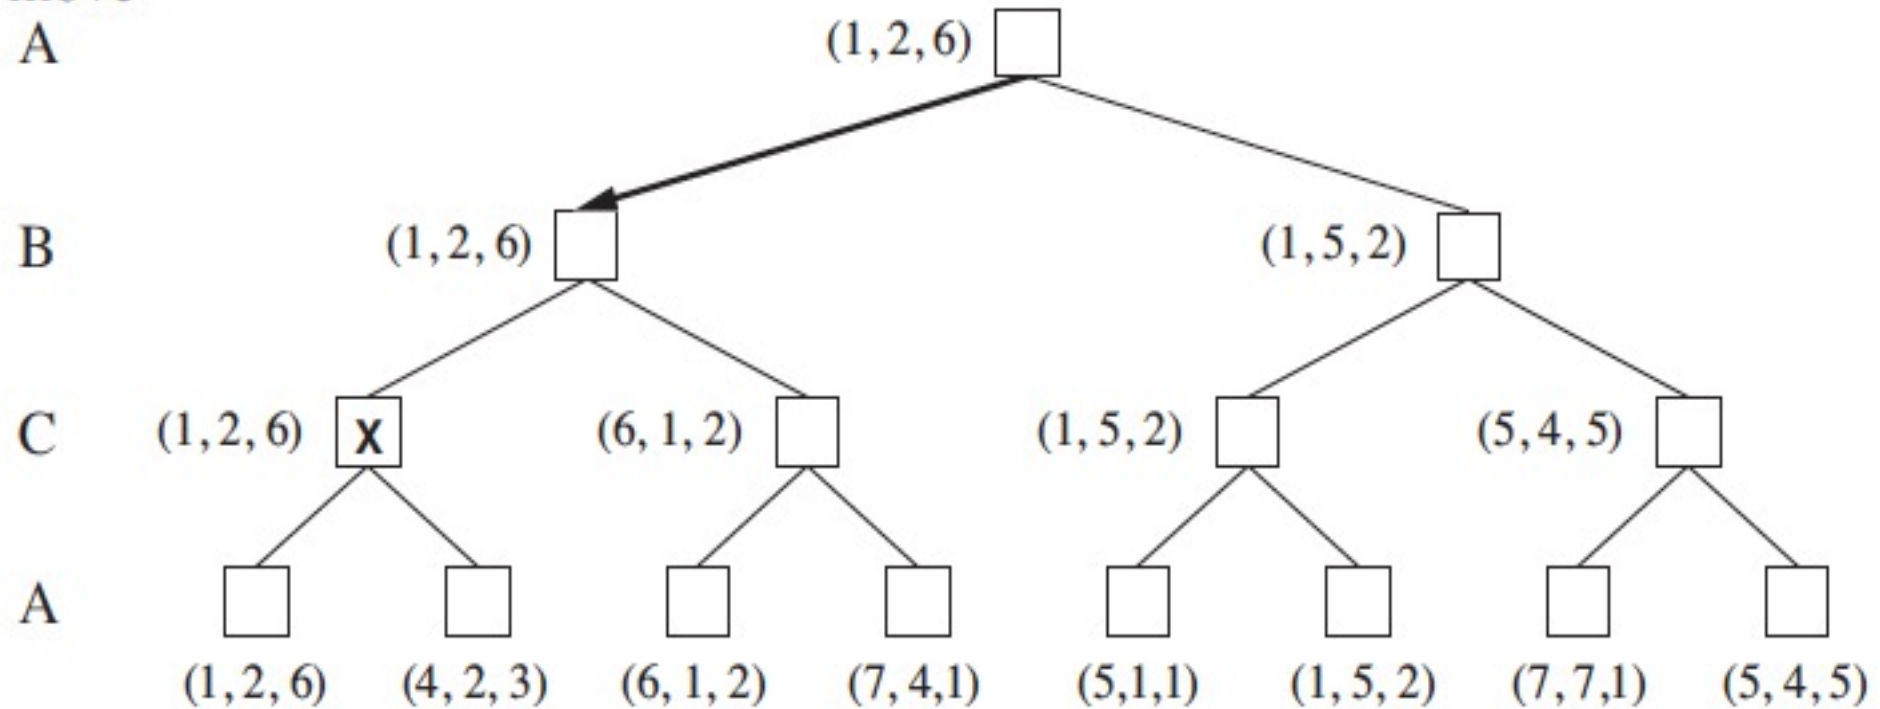 A (1, 2, 6)
B (1, 2, 6) (1, 5, 2)
C (1, 2, 6) X (6, 1, 2) (1, 5, 2) (5, 4, 5)
A
(1, 2, 6) (4, 2, 3) (6, 1, 2) (7, 4,1) (5,1,1) (1, 5, 2) (7, 7,1) (5, 4, 5)